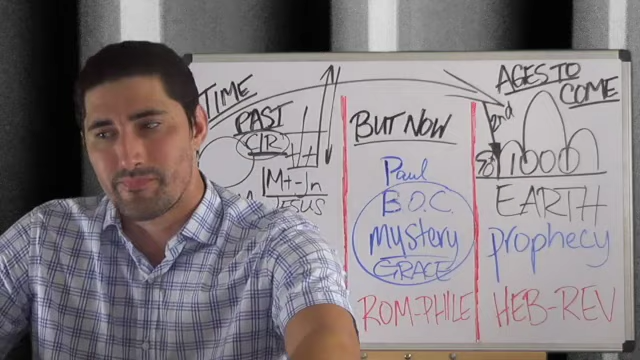 TIME
PAST
CIR
M+-Jn
JESUS
BUT NOW
Paul
B.O.C.
mystery
GRACE
ROM-PHILE
AGES TO
COME
2nd
1000
EARTH
prophecy
HEB-REV